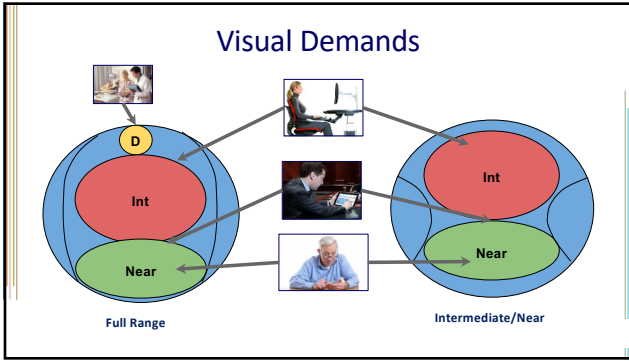 Visual Demands
D
Int
Int
Near
Near
Full Range
Intermediate/Near